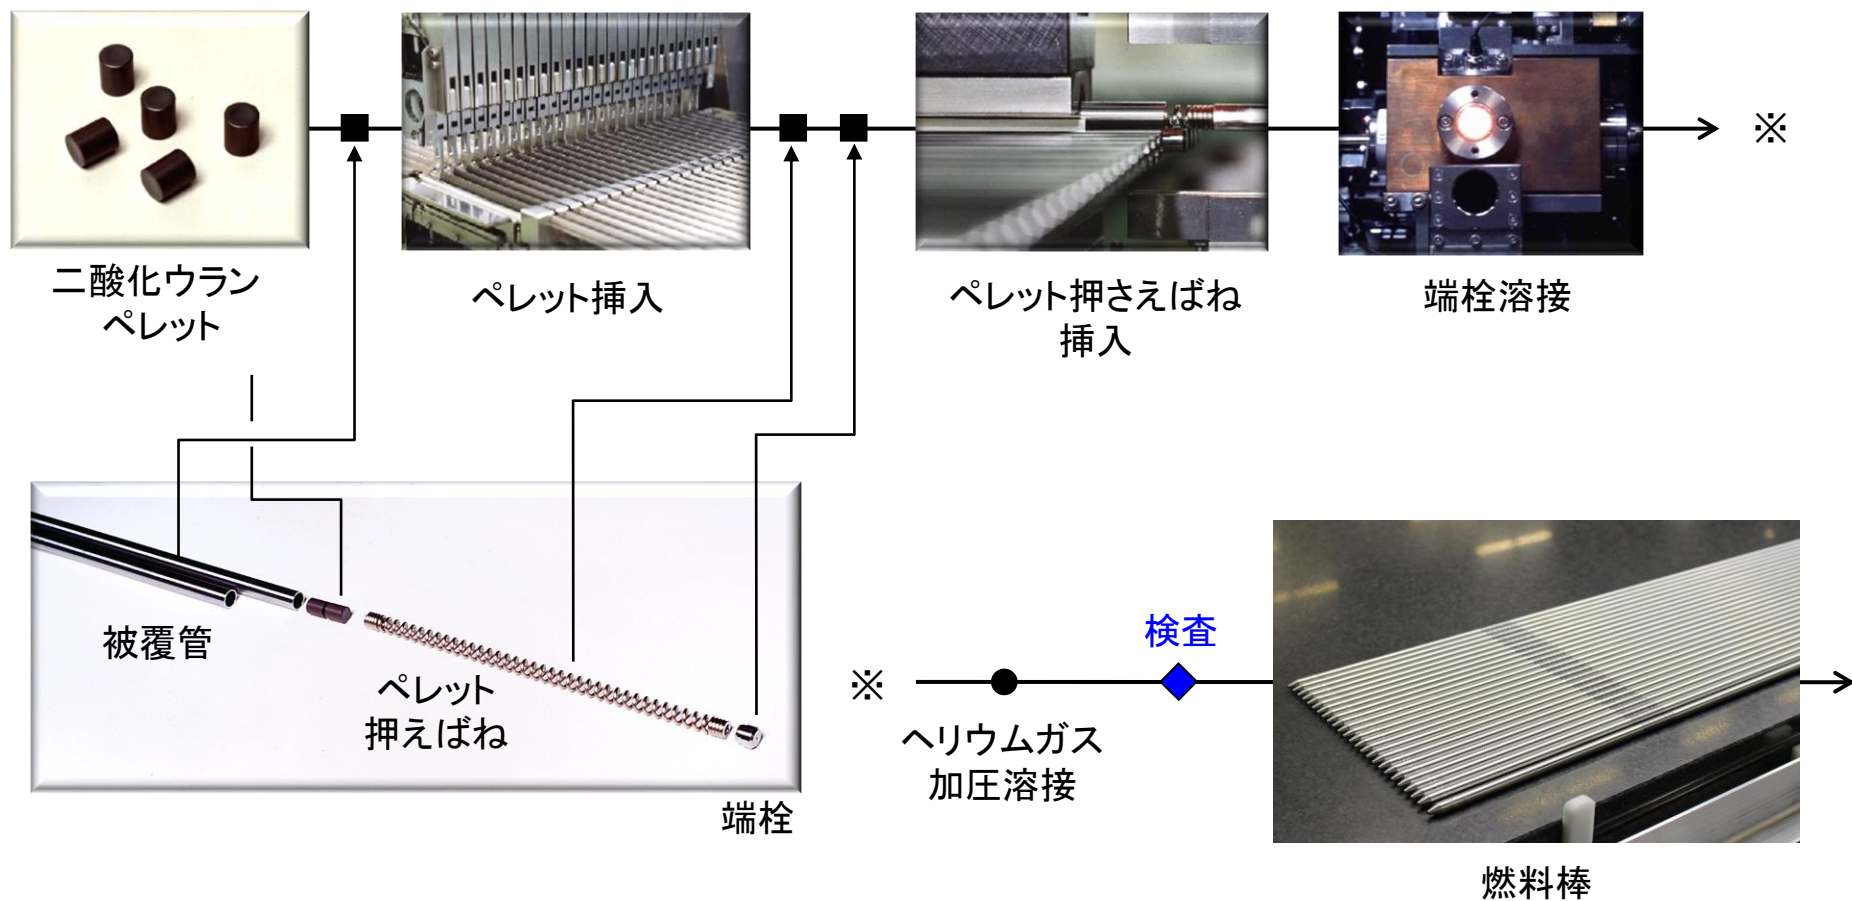 二酸化ウラン
ペレット
ペレット挿入
ペレット押さえばね
挿入
端栓溶接
※
被覆管
ペレット
押えばね
端栓
※
検査
ヘリウムガス
加圧溶接
燃料棒